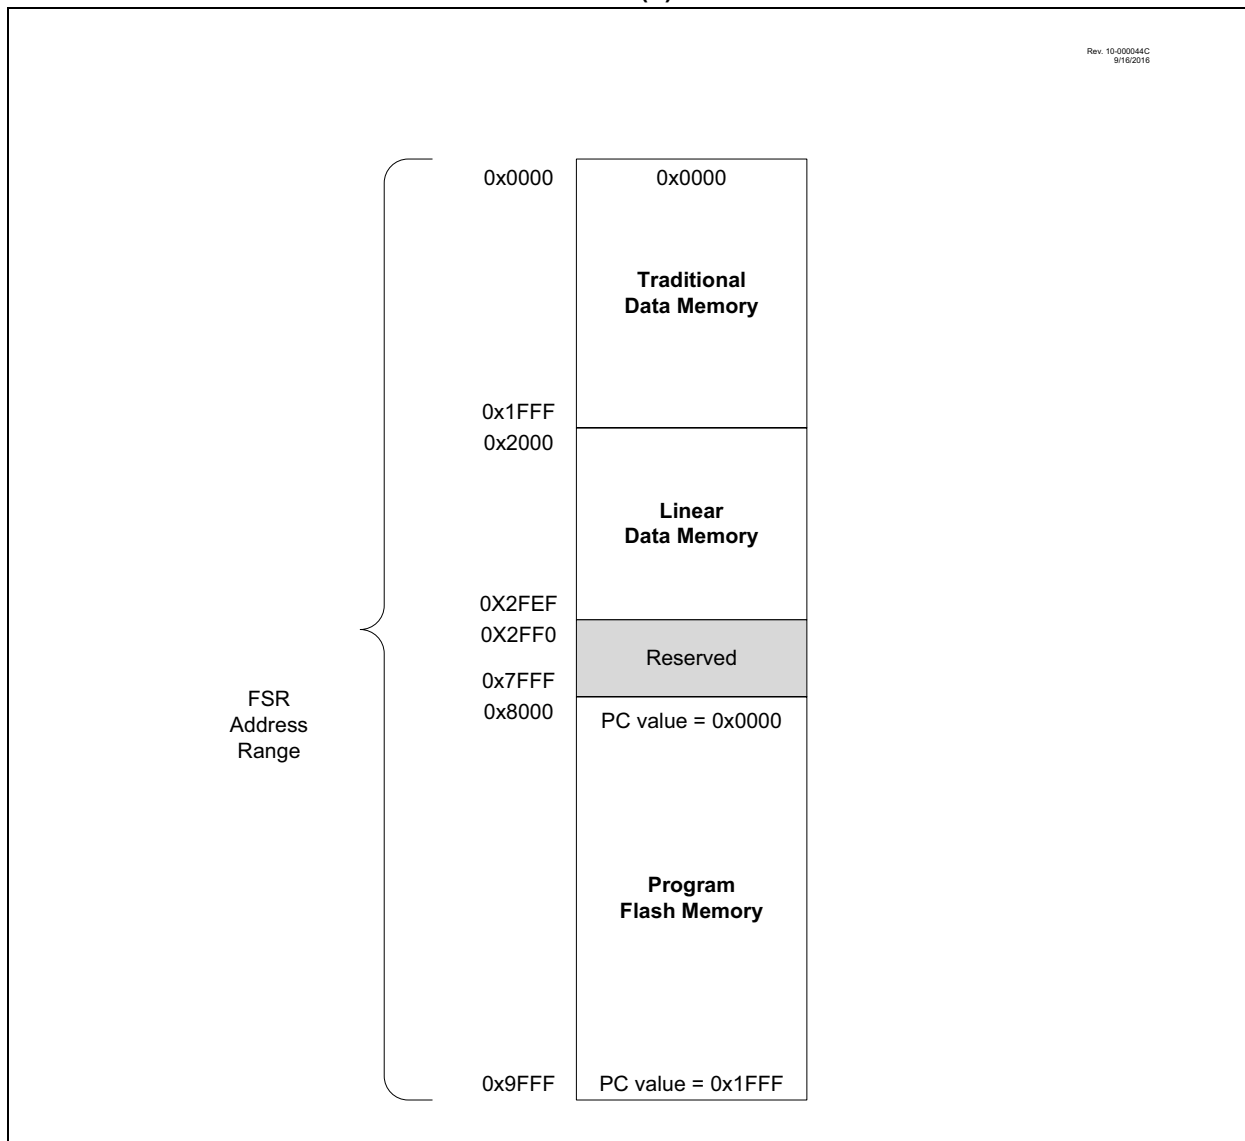 Rev. 10-000044C
9/16/2016
0x0000 0x0000
Traditional
Data Memory
0x1FFF
0x2000
Linear
Data Memory
0X2FEF
0X2FF0
Reserved
0x7FFF
0x8000 PC value = 0x0000
FSR
Address
Range
Program
Flash Memory
0x9FFF PC value = 0x1FFF